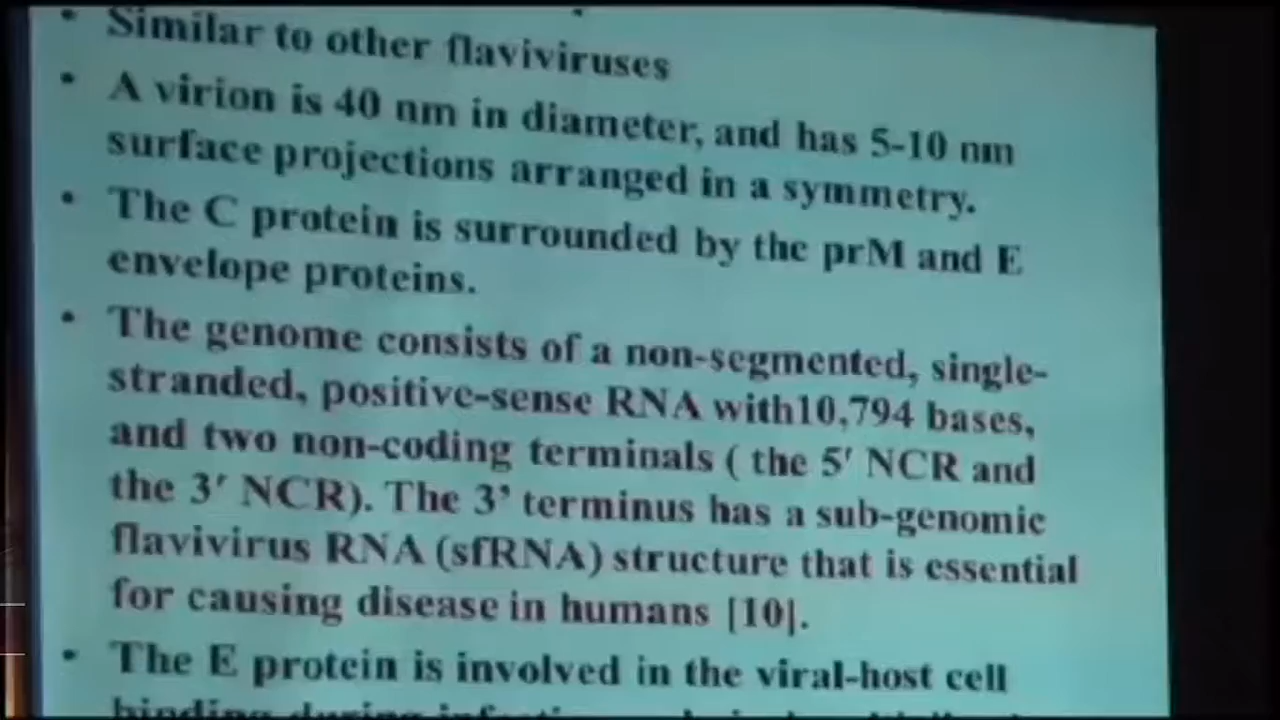 • Similar to other flaviviruses
• A virion is 40 nm in diameter, and has 5-10 nm
surface projections arranged in a symmetry.
• The C protein is surrounded by the prM and E
envelope proteins.
• The genome consists of a non-segmented, single-
stranded, positive-sense RNA with10,794 bases,
and two non-coding terminals ( the 5′ NCR and
the 3′ NCR). The 3’ terminus has a sub-genomic
flavivirus RNA (sfRNA) structure that is essential
for causing disease in humans [10].
• The E protein is involved in the viral-host cell
binding during